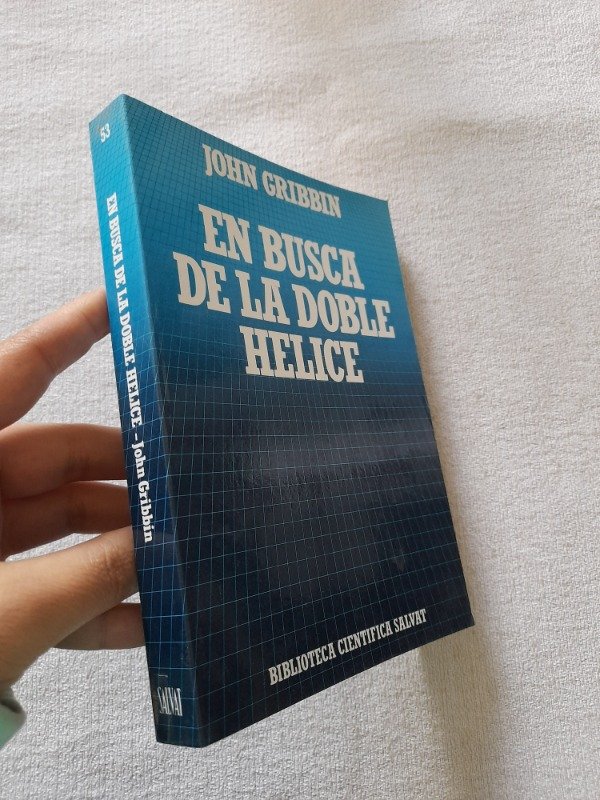 JOHN GRIBBIN
EN BUSCA
DE LA DOBLE
HELICE
BIBLIOTECA CIENTIFICA SALVAT
53
EN BUSCA DE LA DOBLE HELICE – John Gribbin
SALVAT